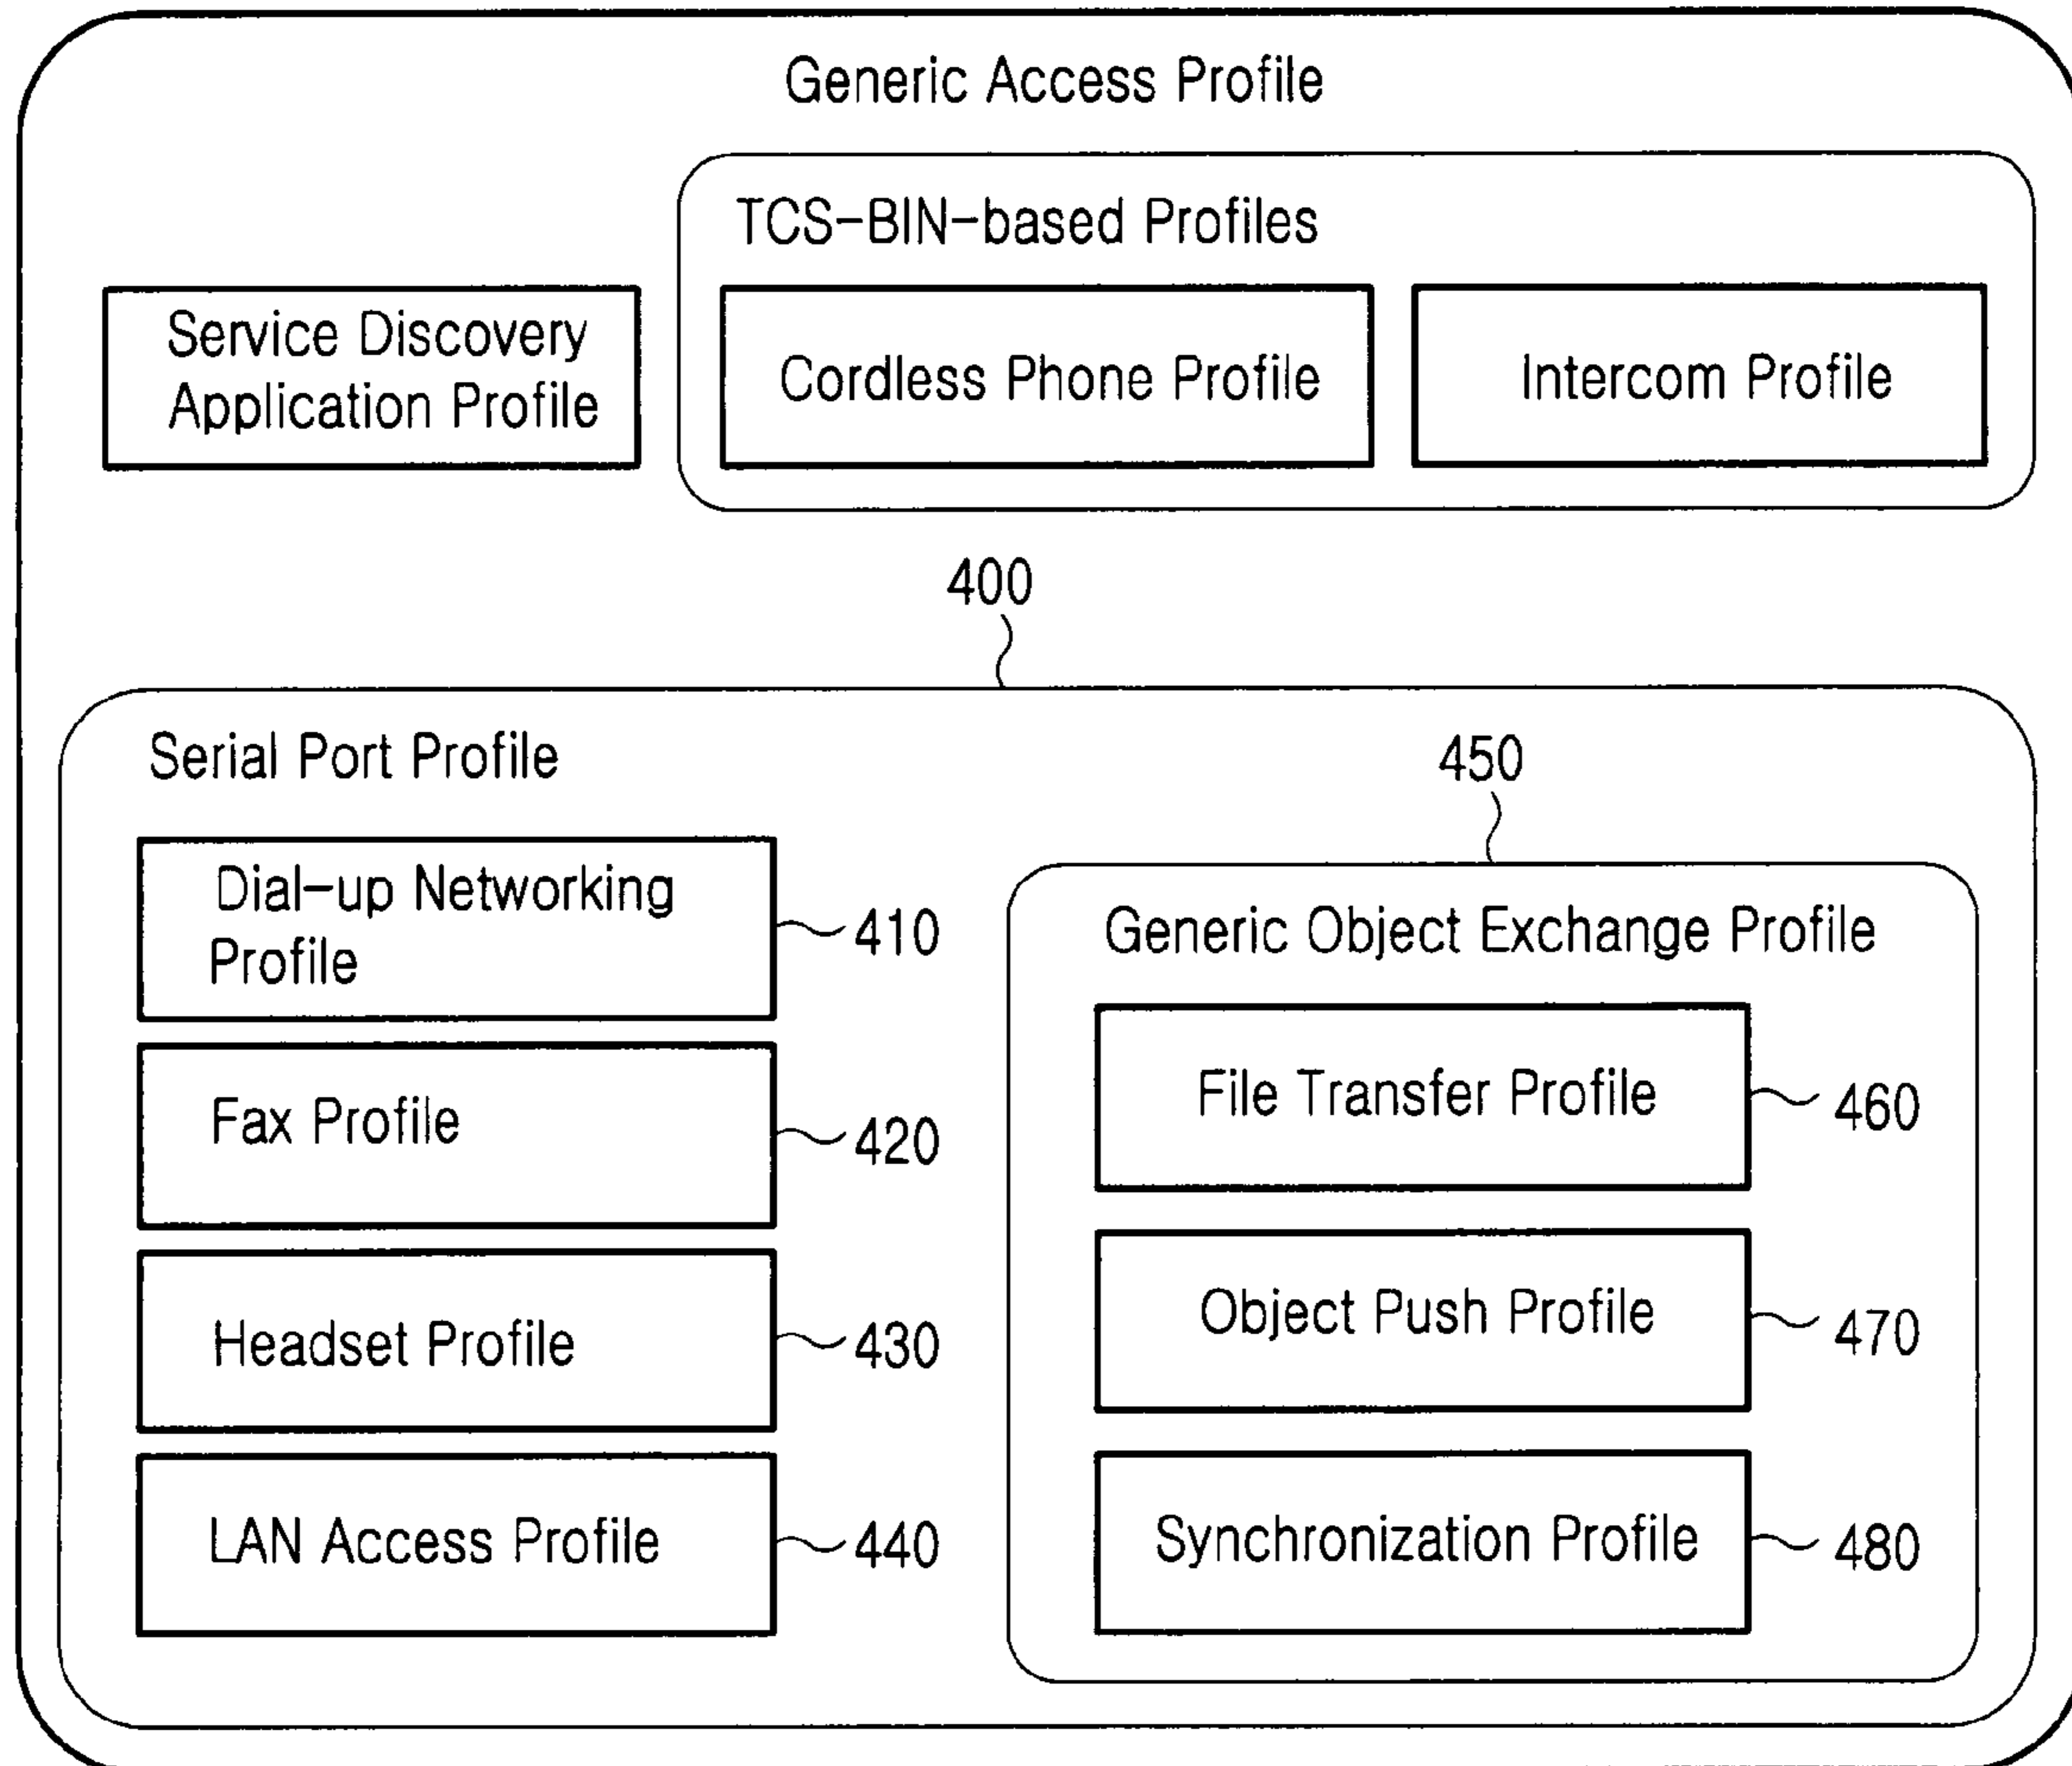 Generic Access Profile
TCS-BIN-based Profiles
Service Discovery
Application Profile
Cordless Phone Profile
Intercom Profile
400
Serial Port Profile
450
Dial-up Networking
Profile
410
Generic Object Exchange Profile
Fax Profile
420
File Transfer Profile
460
Headset Profile
430
Object Push Profile
470
LAN Access Profile
440
Synchronization Profile
480